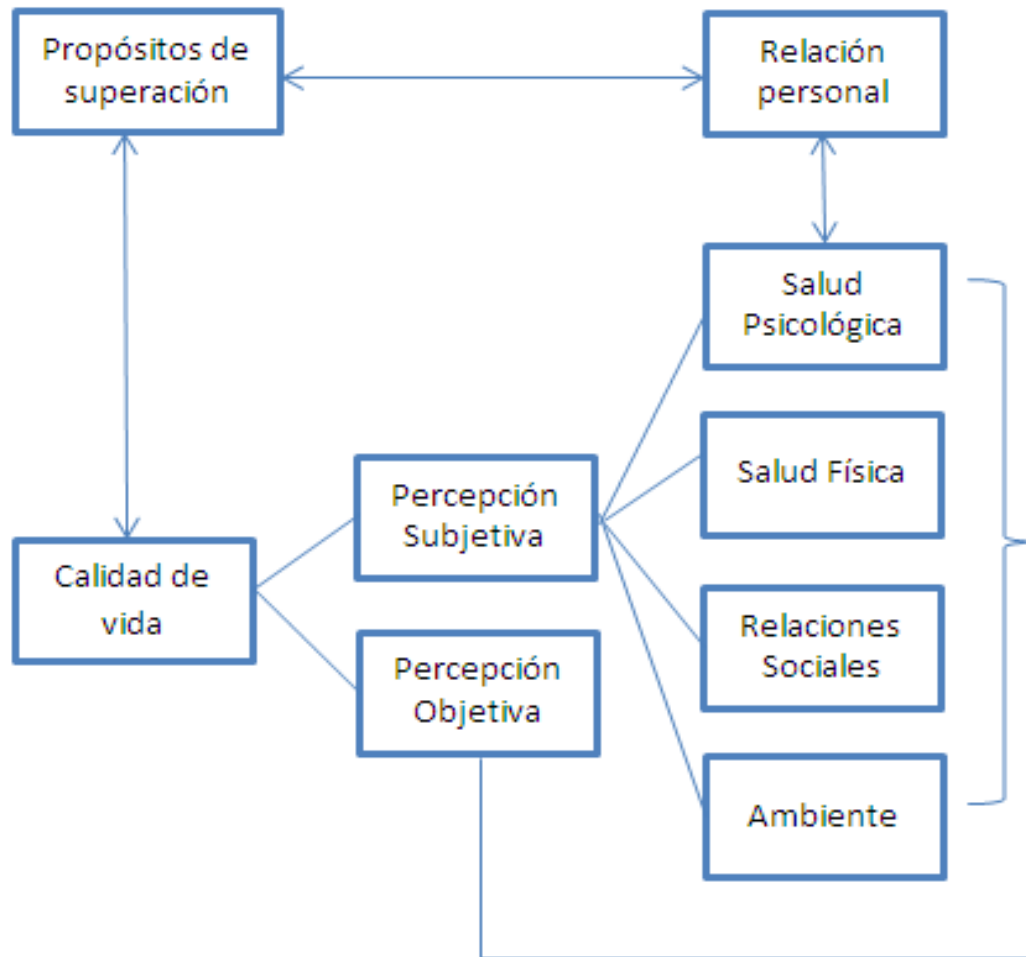 Propósitos de
superación
Relación
personal
Salud
Psicológica
Salud Física
Percepción
Subjetiva
Calidad de
vida
Relaciones
Sociales
Percepción
Objetiva
Ambiente